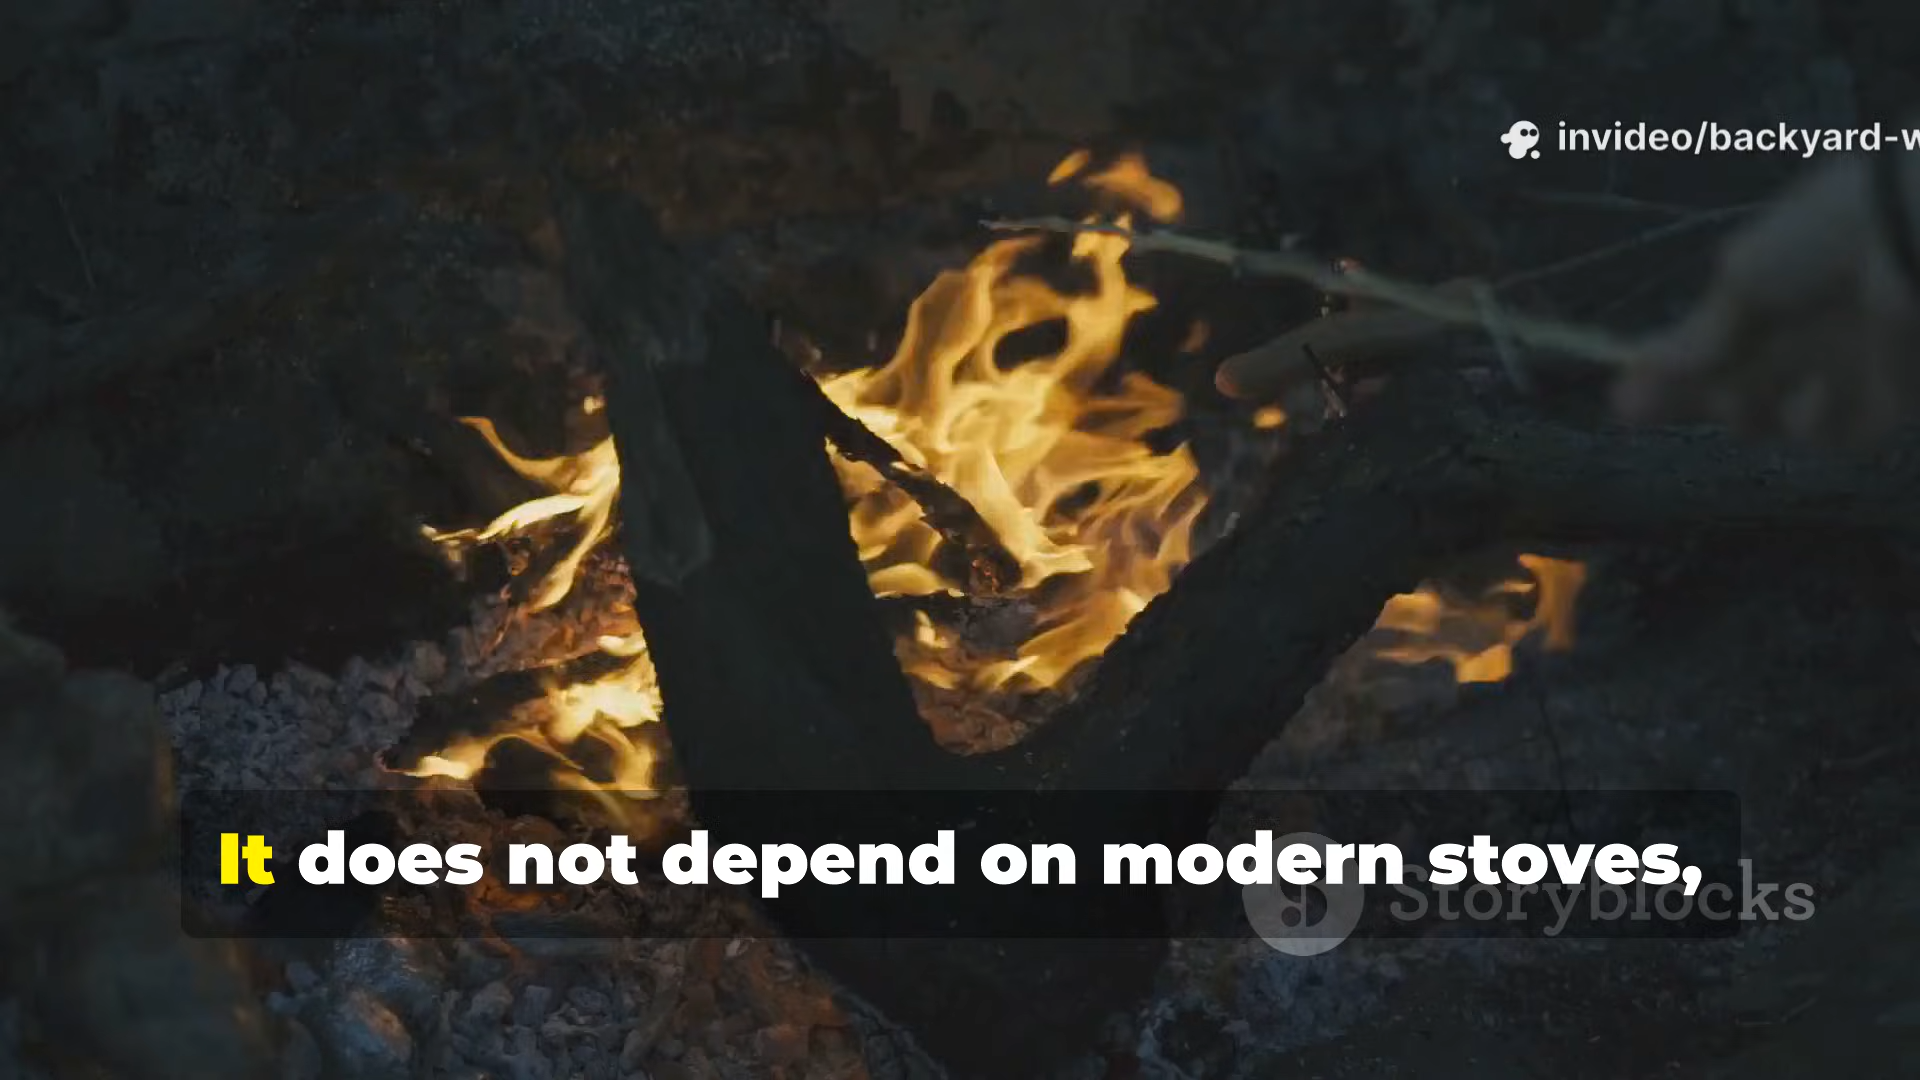 invideo/backyard-w
It does not depend on modern stoves,
Storyblocks